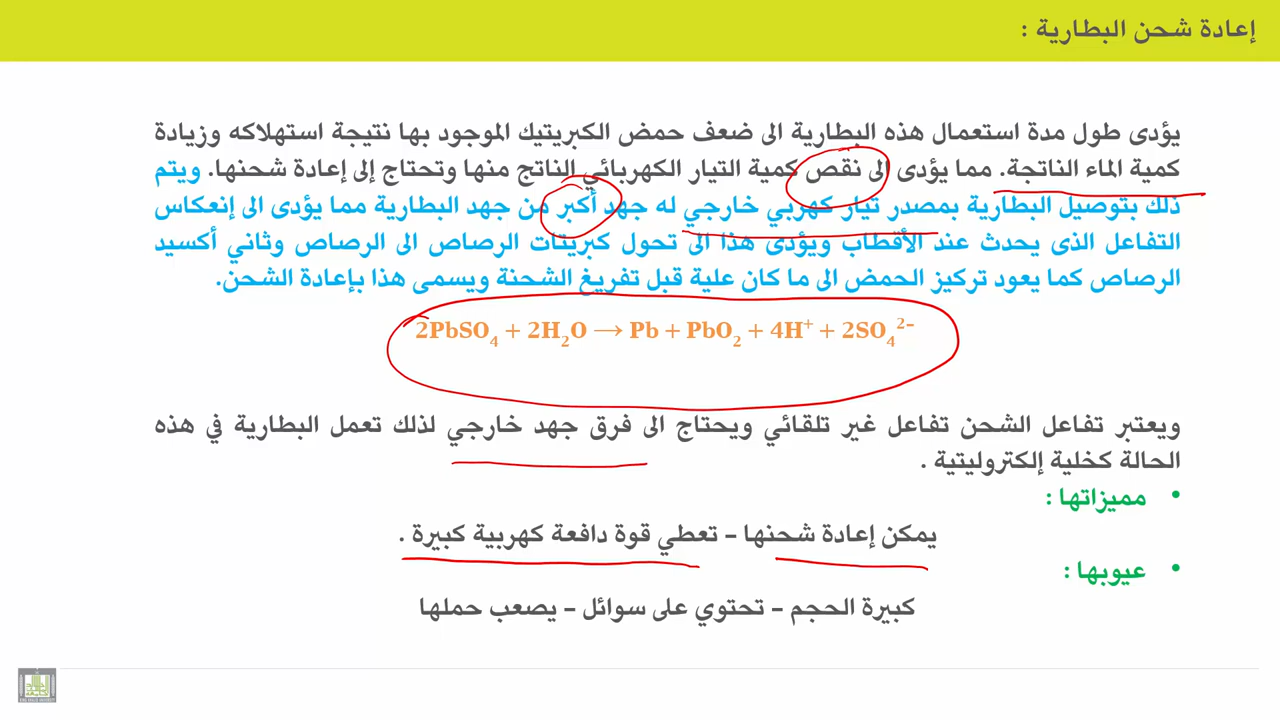 إعادة شحن البطارية :
يؤدى طول مدة استعمال هذه البطارية الى ضعف حمض الكبريتيك الموجود بها نتيجة استهلاكه وزيادة
كمية الماء الناتجة. مما يؤدى الى نقص كمية التيار الكهربائي الناتج منها وتحتاج إلى إعادة شحنها. ويتم
ذلك بتوصيل البطارية بمصدر تيار كهربي خارجي له جهد أكبر من جهد البطارية مما يؤدى الى إنعكاس
التفاعل الذى يحدث عند الأقطاب ويؤدى هذا الى تحول كبريتات الرصاص الى الرصاص وثاني أكسيد
الرصاص كما يعود تركيز الحمض الى ما كان علية قبل تفريغ الشحنة ويسمى هذا بإعادة الشحن.
2PbSO₄ + 2H₂O ⟶ Pb + PbO₂ + 4H⁺ + 2SO₄²⁻
ويعتبر تفاعل الشحن تفاعل غير تلقائي ويحتاج الى فرق جهد خارجي لذلك تعمل البطارية في هذه
الحالة كخلية إلكتروليتية .
• مميزاتها :
يمكن إعادة شحنها – تعطي قوة دافعة كهربية كبيرة .
• عيوبها :
كبيرة الحجم – تحتوي على سوائل – يصعب حملها